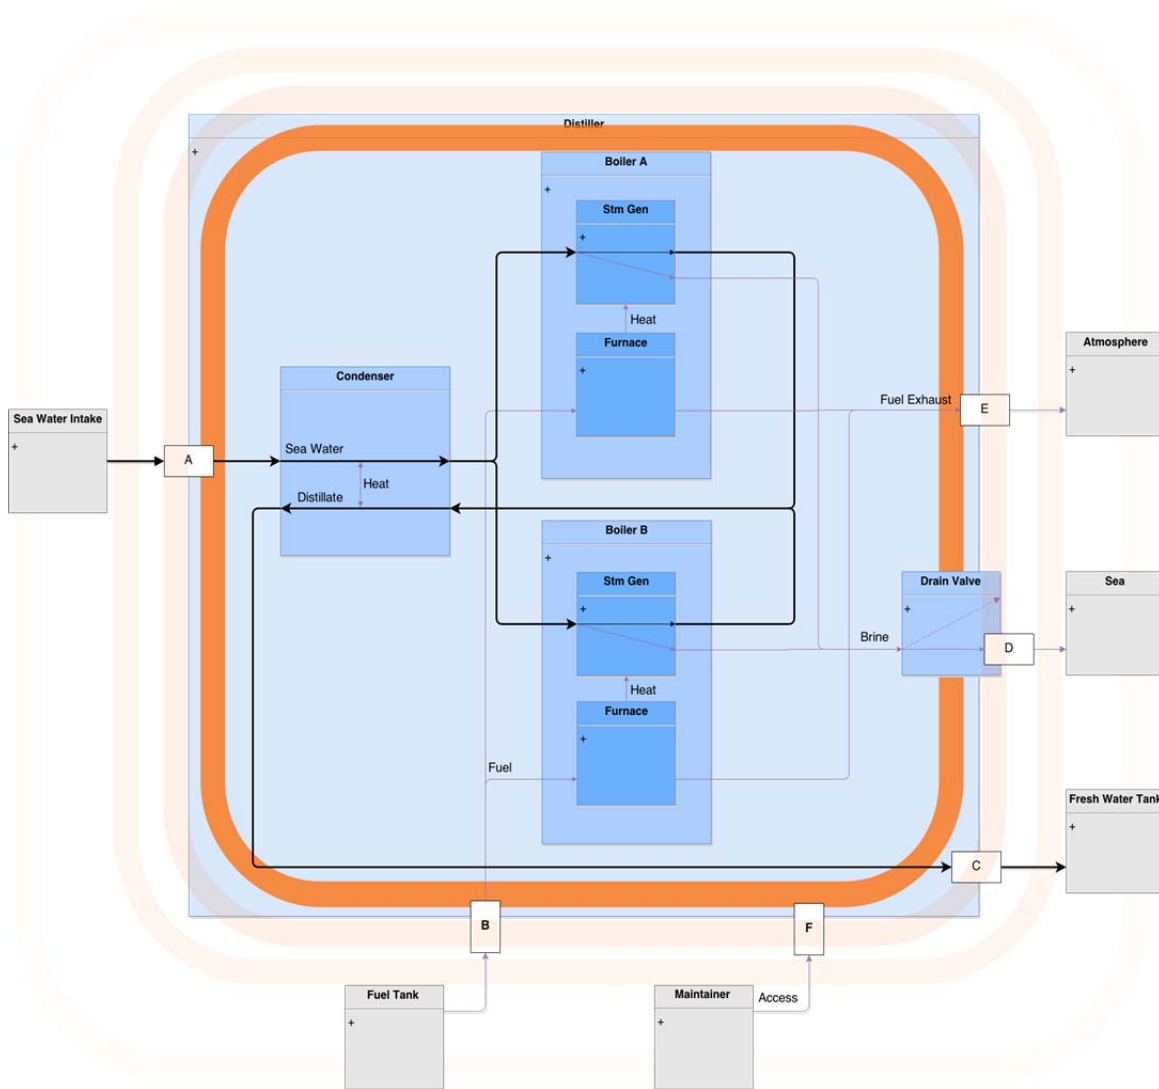 Distiller
+
Boiler A
+
Stm Gen
+
Heat
Furnace
+
Condenser
Sea Water
Heat
Distillate
Sea Water Intake
+
A
Fuel Exhaust
E
Atmosphere
+
Boiler B
+
Stm Gen
+
Heat
Furnace
+
Fuel
Brine
Drain Valve
+
D
Sea
+
Fresh Water Tank
+
C
B
F
Fuel Tank
+
Maintainer
+
Access